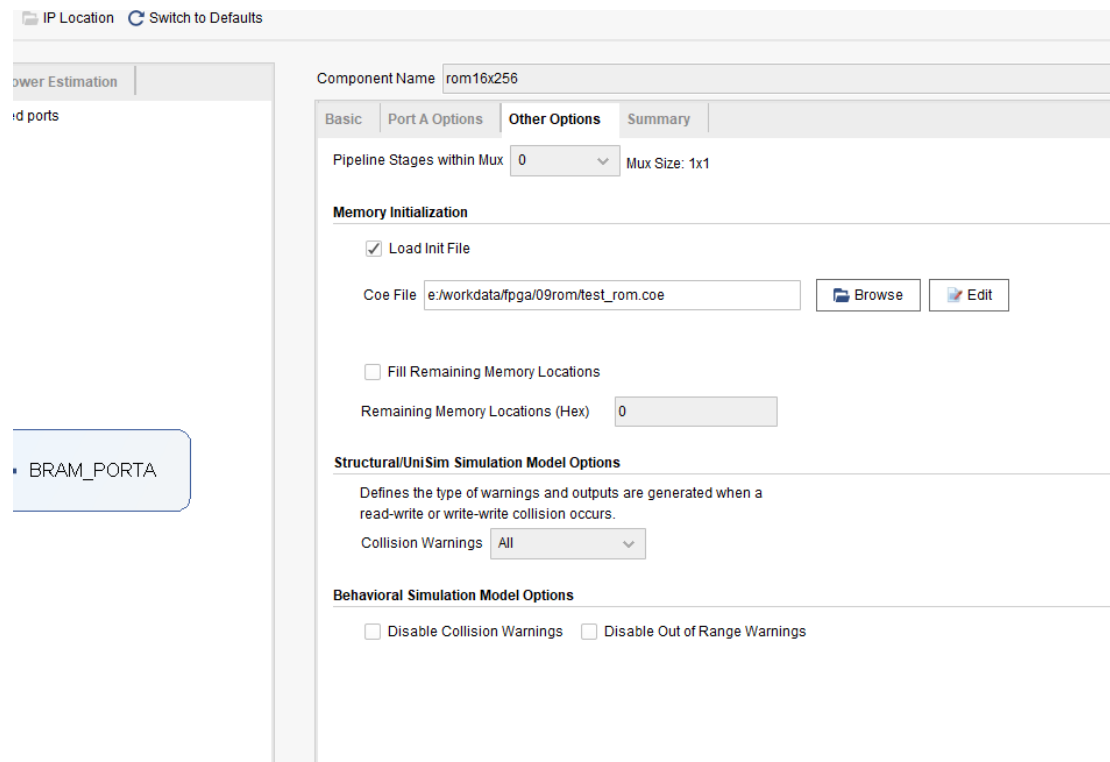 IP Location Switch to Defaults
ower Estimation
ed ports
BRAM_PORTA
Component Name rom16x256
Basic Port A Options Other Options Summary
Pipeline Stages within Mux 0 Mux Size: 1x1
Memory Initialization
Load Init File
Coe File e:/workdata/fpga/09rom/test_rom.coe Browse Edit
Fill Remaining Memory Locations
Remaining Memory Locations (Hex) 0
Structural/UniSim Simulation Model Options
Defines the type of warnings and outputs are generated when a
read-write or write-write collision occurs.
Collision Warnings All
Behavioral Simulation Model Options
Disable Collision Warnings Disable Out of Range Warnings